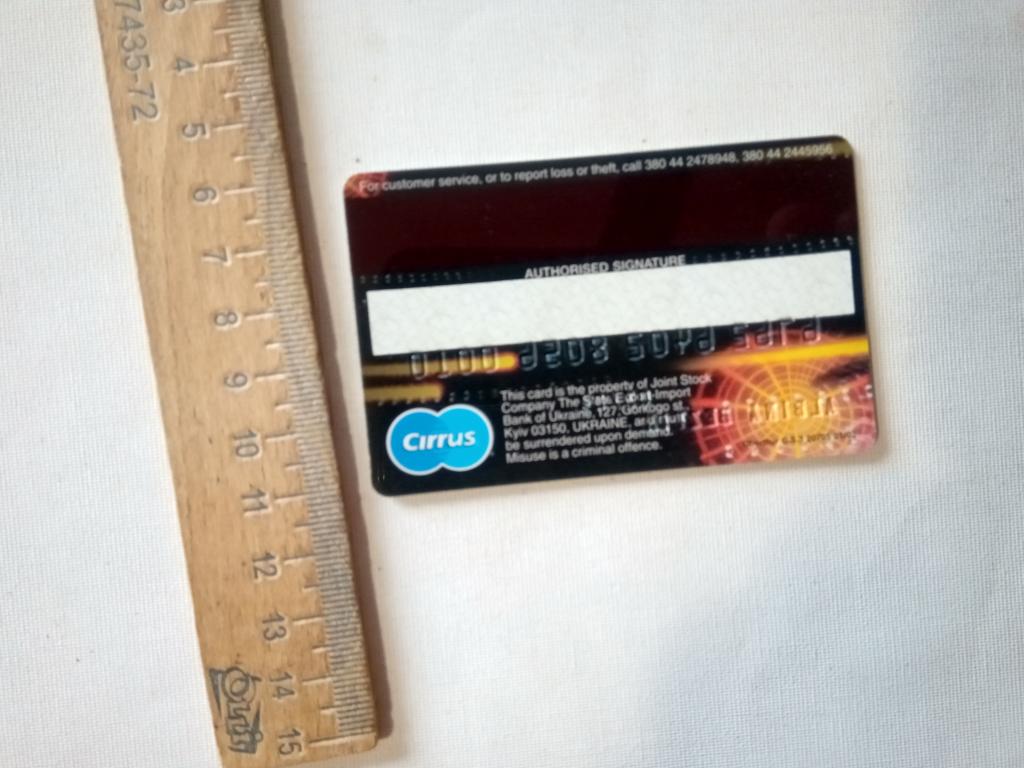 7435-72
3
4
5
6
7
8
9
10
11
12
13
14
15
For customer service, or to report loss or theft, call 380 44 2478948, 380 44 2445956
AUTHORISED SIGNATURE
Cirrus
This card is the property of Joint Stock
Company The State Export-Import
Bank of Ukraine, 127, Gorkogo st.,
Kyiv 03150, UKRAINE, and must
be surrendered upon demand.
Misuse is a criminal offence.